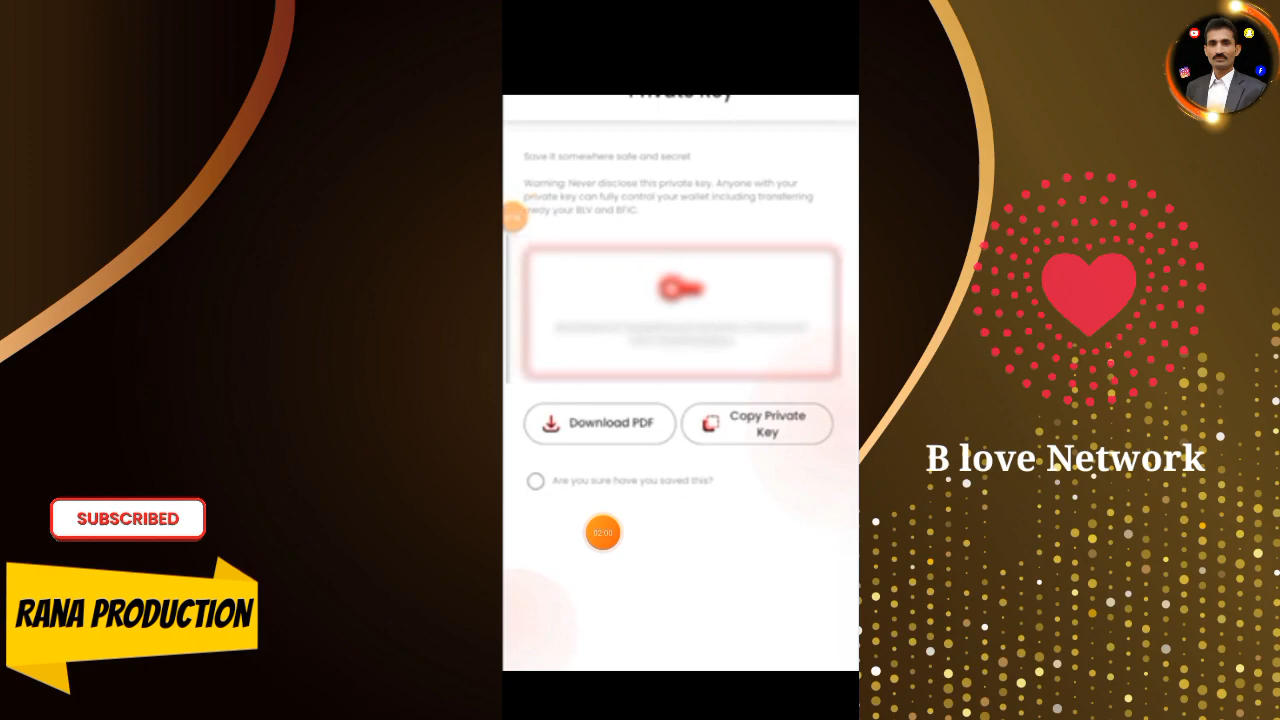 Private Key
Save it somewhere safe and secret
Warning: Never disclose this private key. Anyone with your
private key can fully control your wallet including transferring
away your BLV and BFIC.
Download PDF
Copy Private
Key
Are you sure have you saved this?
02:00
B love Network
SUBSCRIBED
RANA PRODUCTION